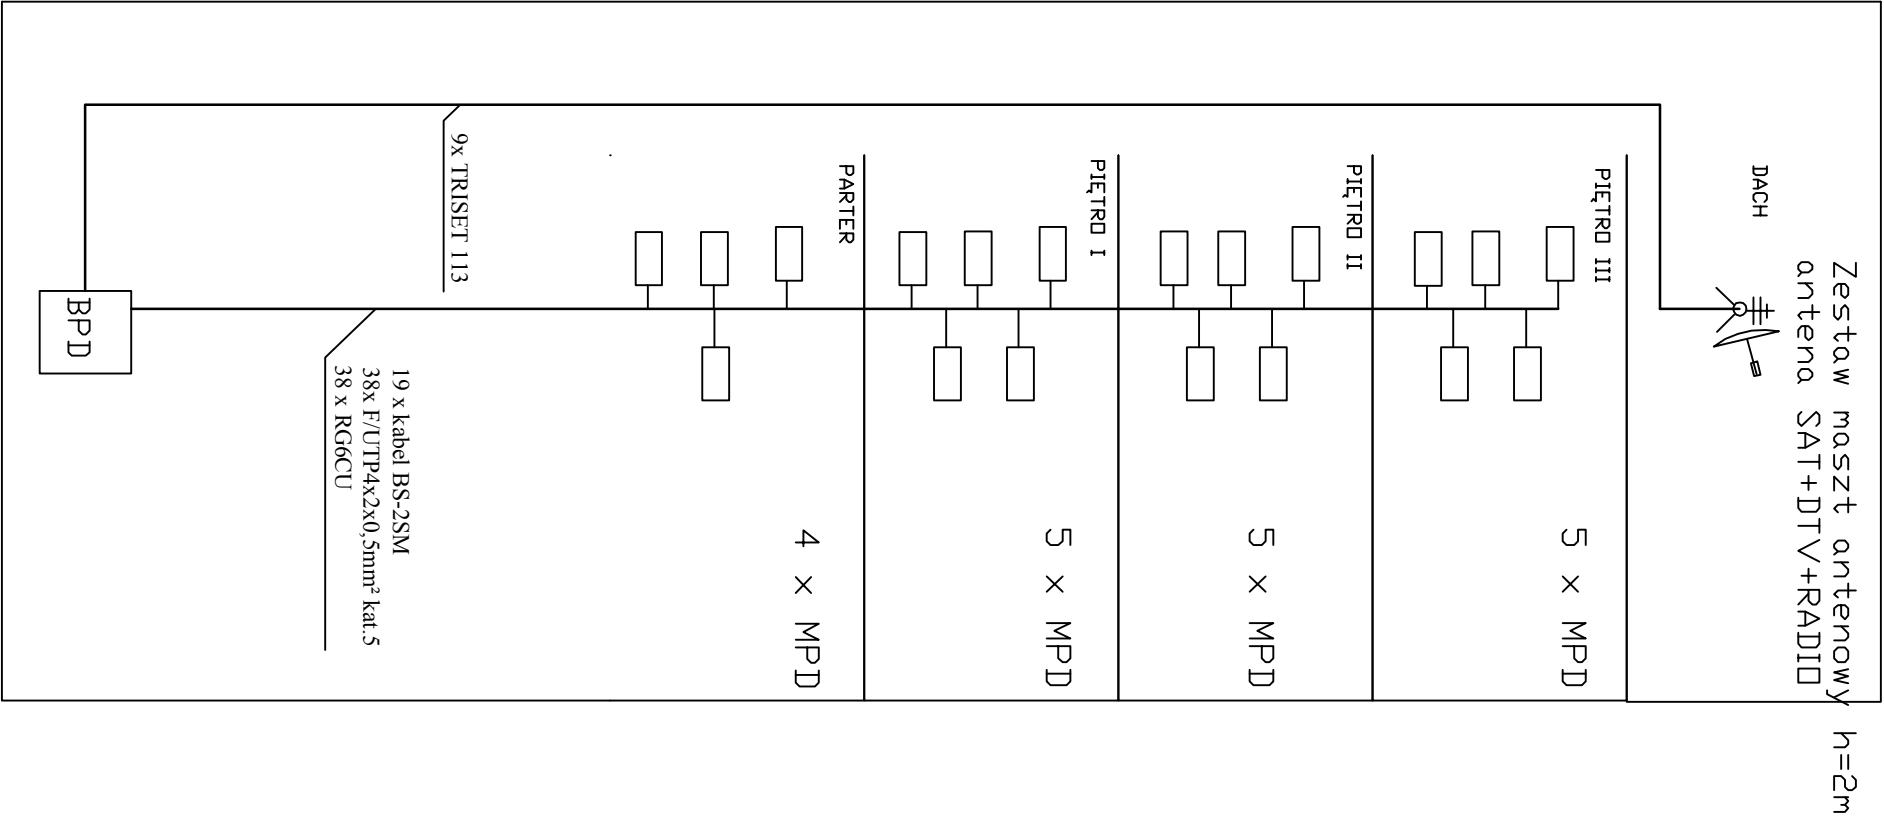 Zestaw maszt antenowy h=2m
antena SAT+DTV+RADIO
DACH
PIĘTRO III
5 x MPD
PIĘTRO II
5 x MPD
PIĘTRO I
5 x MPD
PARTER
4 x MPD
9x TRISET 113
19 x kabel BS-2SM
38x F/UTP4x2x0,5mm² kat.5
38 x RG6CU
BPD